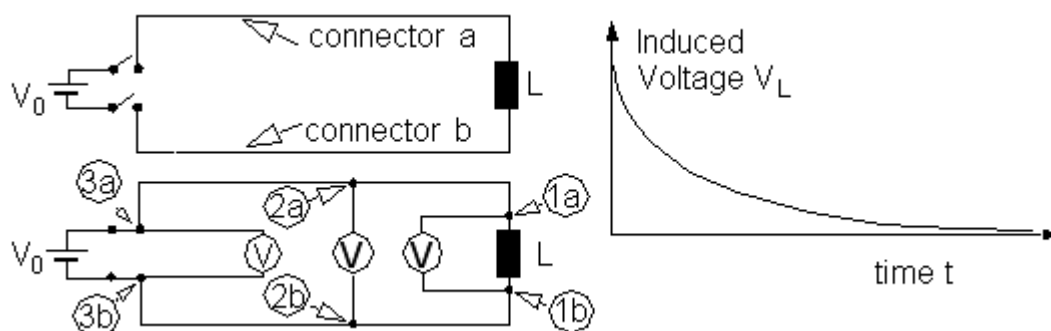 connector a
V0
L
connector b
3a
2a
1a
V0
V
V
V
L
3b
2b
1b
Induced
Voltage VL
time t